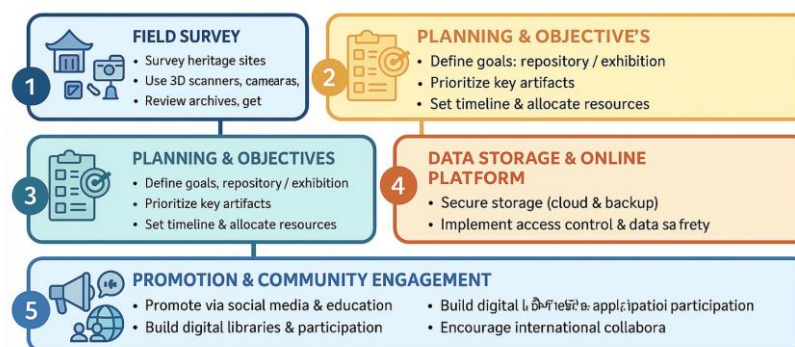 1
FIELD SURVEY
• Survey heritage sites
• Use 3D scanners, camearas,
• Review archives, get
2
PLANNING & OBJECTIVE'S
• Define goals: repository / exhibition
• Prioritize key artifacts
• Set timeline & allocate resources
3
PLANNING & OBJECTIVES
• Define goals, repository / exhibition
• Prioritize key artifacts
• Set timeline & allocate resources
4
DATA STORAGE & ONLINE
PLATFORM
• Secure storage (cloud & backup)
• Implement access control & data sa frety
5
PROMOTION & COMMUNITY ENGAGEMENT
• Promote via social media & education
• Build digital libraries & participation
• Build digital participation
• Encourage international collabora